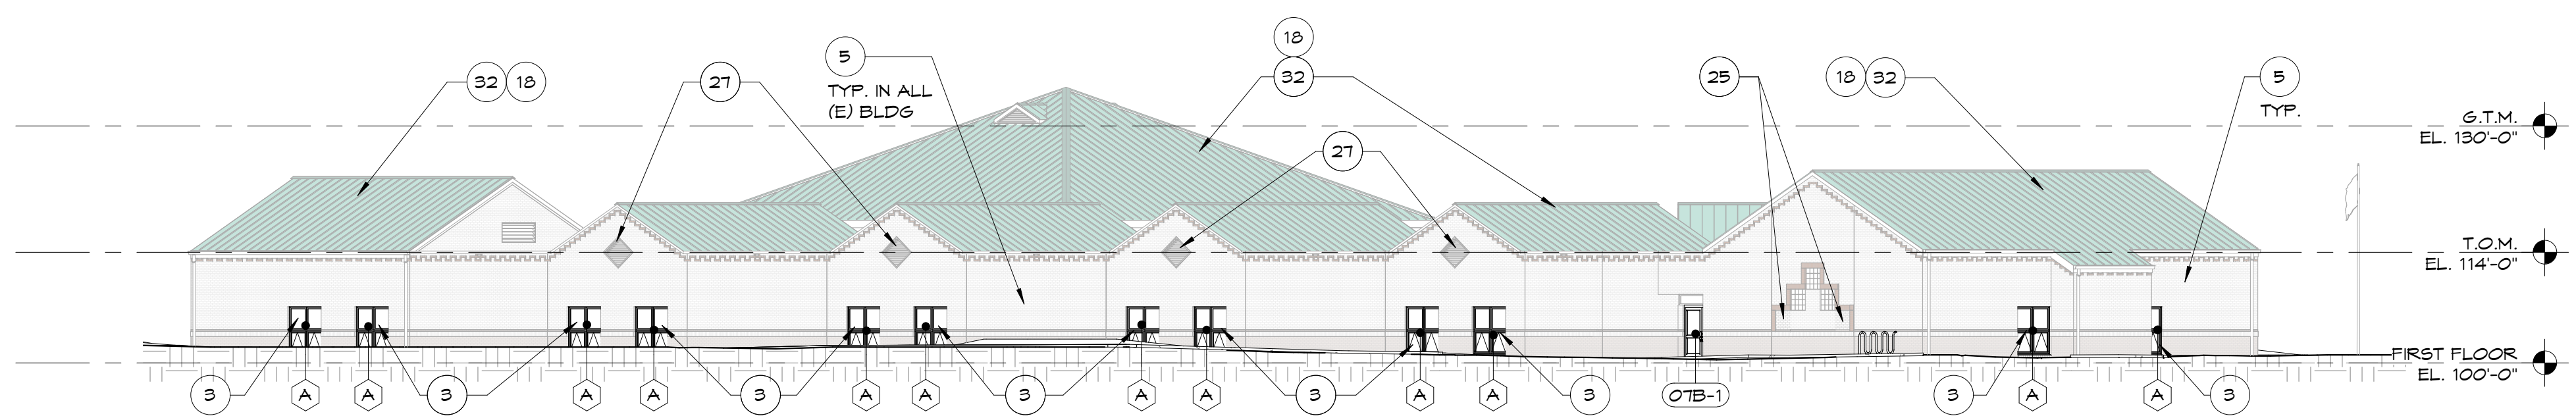 18
5
32
32
18
27
25
18
32
5
TYP. IN ALL
(E) BLDG
TYP.
G.T.M.
EL. 130'-0"
27
T.O.M.
EL. 114'-0"
FIRST FLOOR
EL. 100'-0"
3
A
A
3
A
A
3
A
A
3
A
A
3
A
A
3
07B-1
3
A
A
3